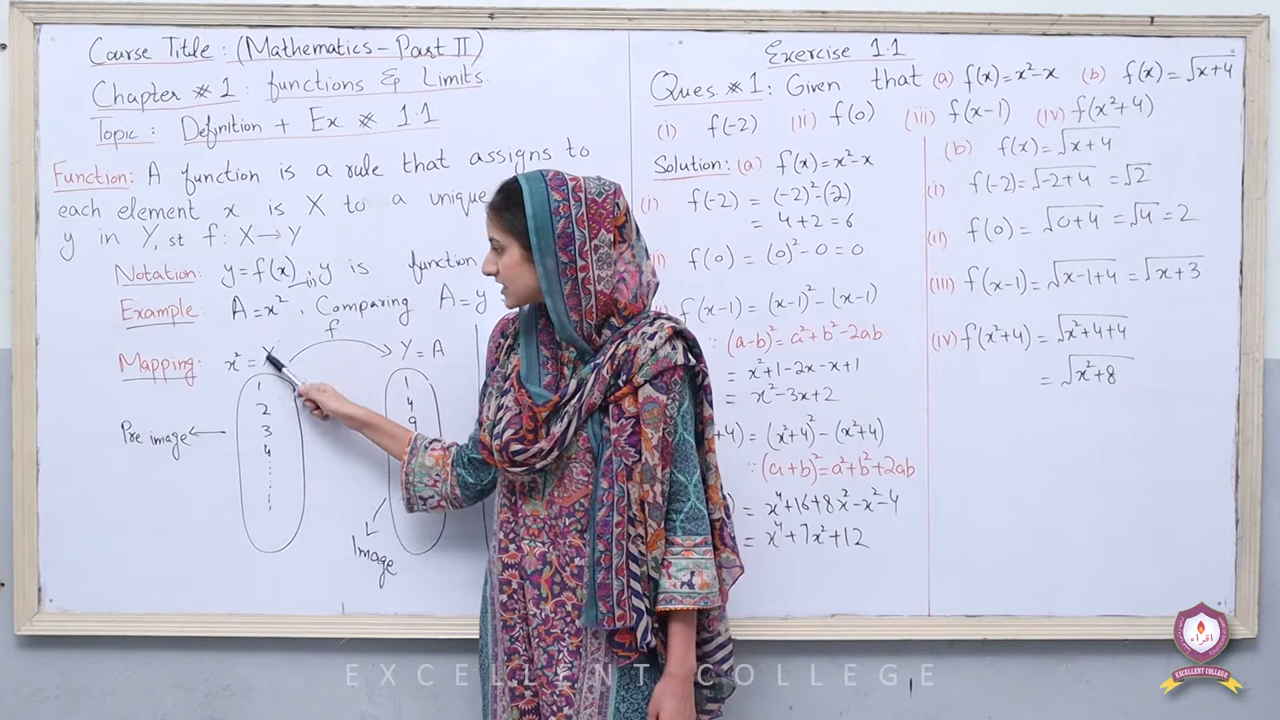 Course Title : (Mathematics - Part II)
Chapter # 1 : functions & Limits.
Topic : Definition + Ex # 1.1
Function: A function is a rule that assigns to
each element x is X to a unique
y in Y, st f: X → Y
Notation: y = f(x) y is function
Example: A = x², Comparing A = y
Mapping: x² = X f Y = A
1
2
3
4
Pre image
1
4
9
Image
Exercise 1.1
Ques # 1: Given that (a) f(x) = x² - x (b) f(x) = √x+4
(i) f(-2) (ii) f(0) (iii) f(x-1) (iv) f(x²+4)
Solution: (a) f(x) = x² - x
(i) f(-2) = (-2)² - (2)
= 4 + 2 = 6
f(0) = (0)² - 0 = 0
f(x-1) = (x-1)² - (x-1)
∵ (a-b)² = a² + b² - 2ab
= x² + 1 - 2x - x + 1
= x² - 3x + 2
+4) = (x²+4)² - (x²+4)
∵ (a+b)² = a² + b² + 2ab
= x⁴ + 16 + 8x² - x² - 4
= x⁴ + 7x² + 12
(b) f(x) = √x+4
(i) f(-2) = √-2+4 = √2
(ii) f(0) = √0+4 = √4 = 2
(iii) f(x-1) = √x-1+4 = √x+3
(iv) f(x²+4) = √x²+4+4
= √x²+8
EXCELLENT COLLEGE
اقراء
EXCELLENT COLLEGE